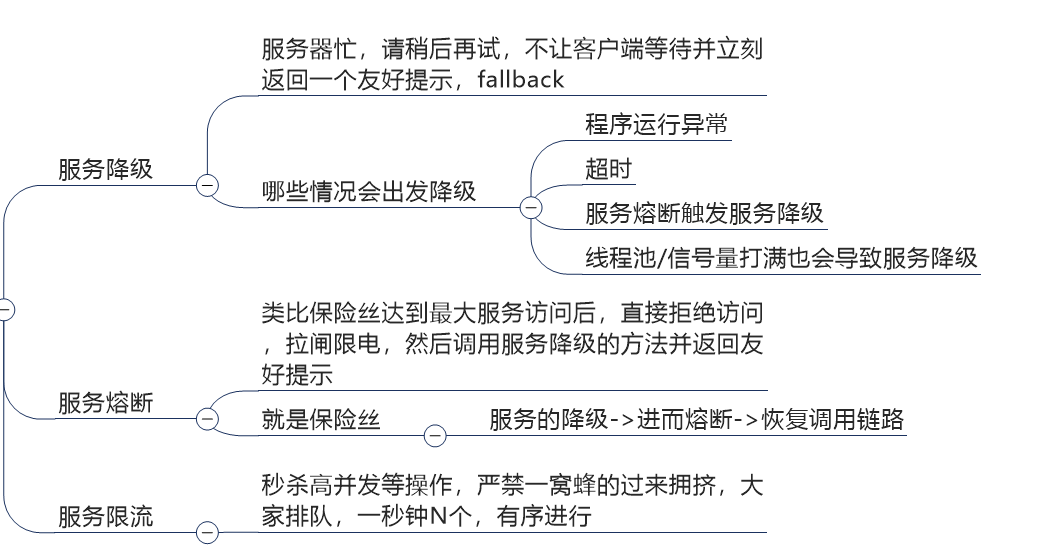 服务器忙，请稍后再试，不让客户端等待并立刻
返回一个友好提示，fallback
服务降级
哪些情况会出发降级
程序运行异常
超时
服务熔断触发服务降级
线程池/信号量打满也会导致服务降级
类比保险丝达到最大服务访问后，直接拒绝访问
，拉闸限电，然后调用服务降级的方法并返回友
好提示
服务熔断
就是保险丝
服务的降级->进而熔断->恢复调用链路
秒杀高并发等操作，严禁一窝蜂的过来拥挤，大
家排队，一秒钟N个，有序进行
服务限流